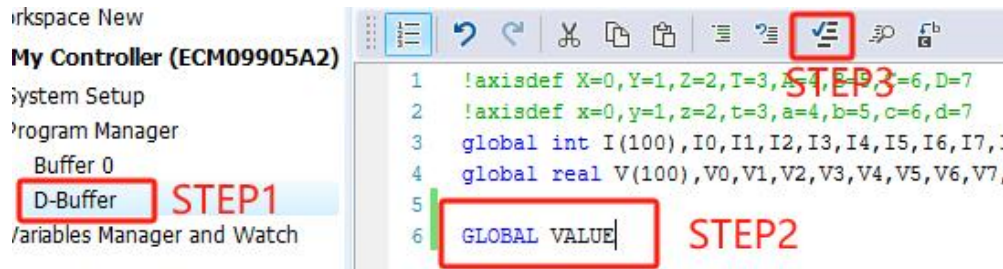 rkspace New
My Controller (ECM09905A2)
System Setup
Program Manager
Buffer 0
D-Buffer
STEP1
Variables Manager and Watch
STEP3
1 !axisdef X=0,Y=1,Z=2,T=3,A=4,B=5,C=6,D=7
2 !axisdef x=0,y=1,z=2,t=3,a=4,b=5,c=6,d=7
3 global int I(100),I0,I1,I2,I3,I4,I5,I6,I7,
4 global real V(100),V0,V1,V2,V3,V4,V5,V6,V7,
5
6 GLOBAL VALUE
STEP2